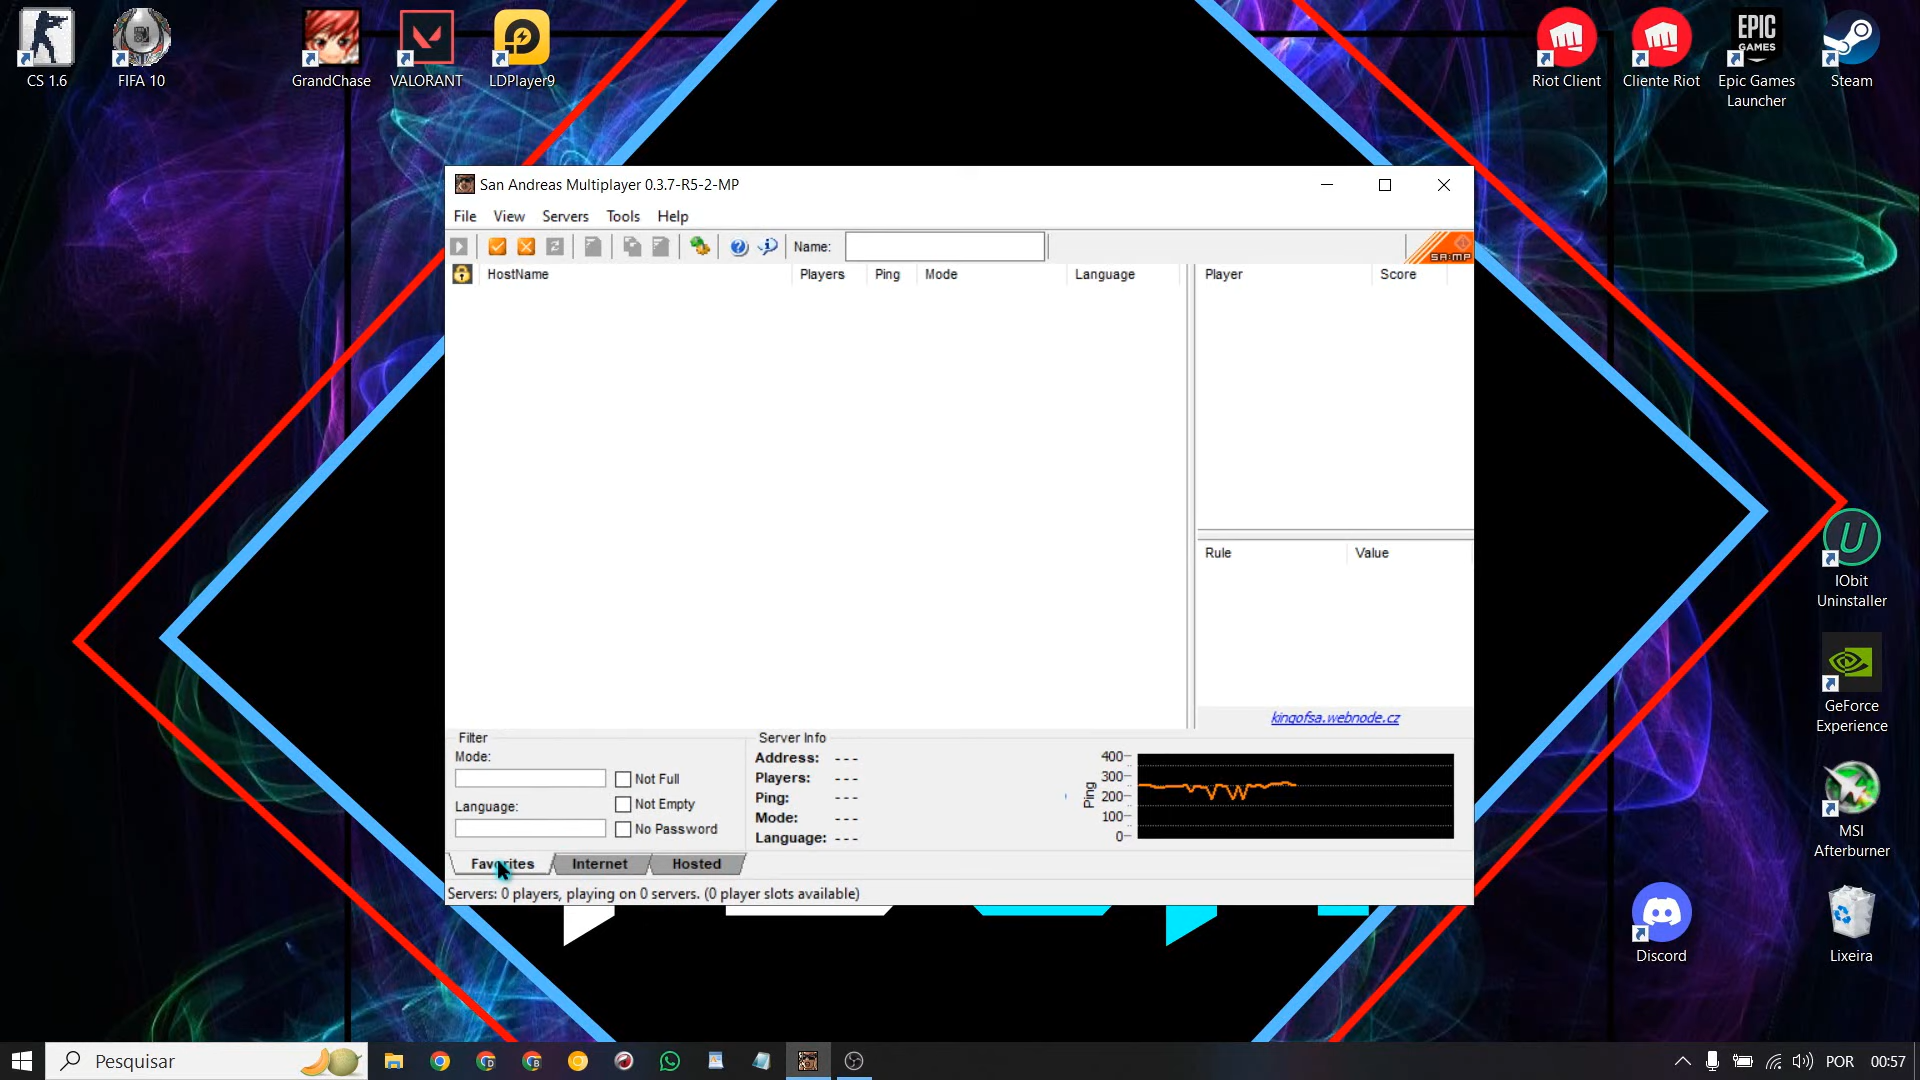 CS 1.6
FIFA 10
GrandChase
VALORANT
LDPlayer9
Riot Client
Cliente Riot
EPIC
GAMES
Epic Games
Launcher
Steam
San Andreas Multiplayer 0.3.7-R5-2-MP
File View Servers Tools Help
Name:
SA:MP
HostName Players Ping Mode Language
Player Score
Rule Value
kingofsa.webnode.cz
Filter
Mode:
Not Full
Language:
Not Empty
No Password
Server Info
Address: ---
Players: ---
Ping: ---
Mode: ---
Language: ---
Ping
400
300
200
100
0
Favorites Internet Hosted
Servers: 0 players, playing on 0 servers. (0 player slots available)
IObit
Uninstaller
GeForce
Experience
MSI
Afterburner
Discord
Lixeira
Pesquisar
POR
00:57